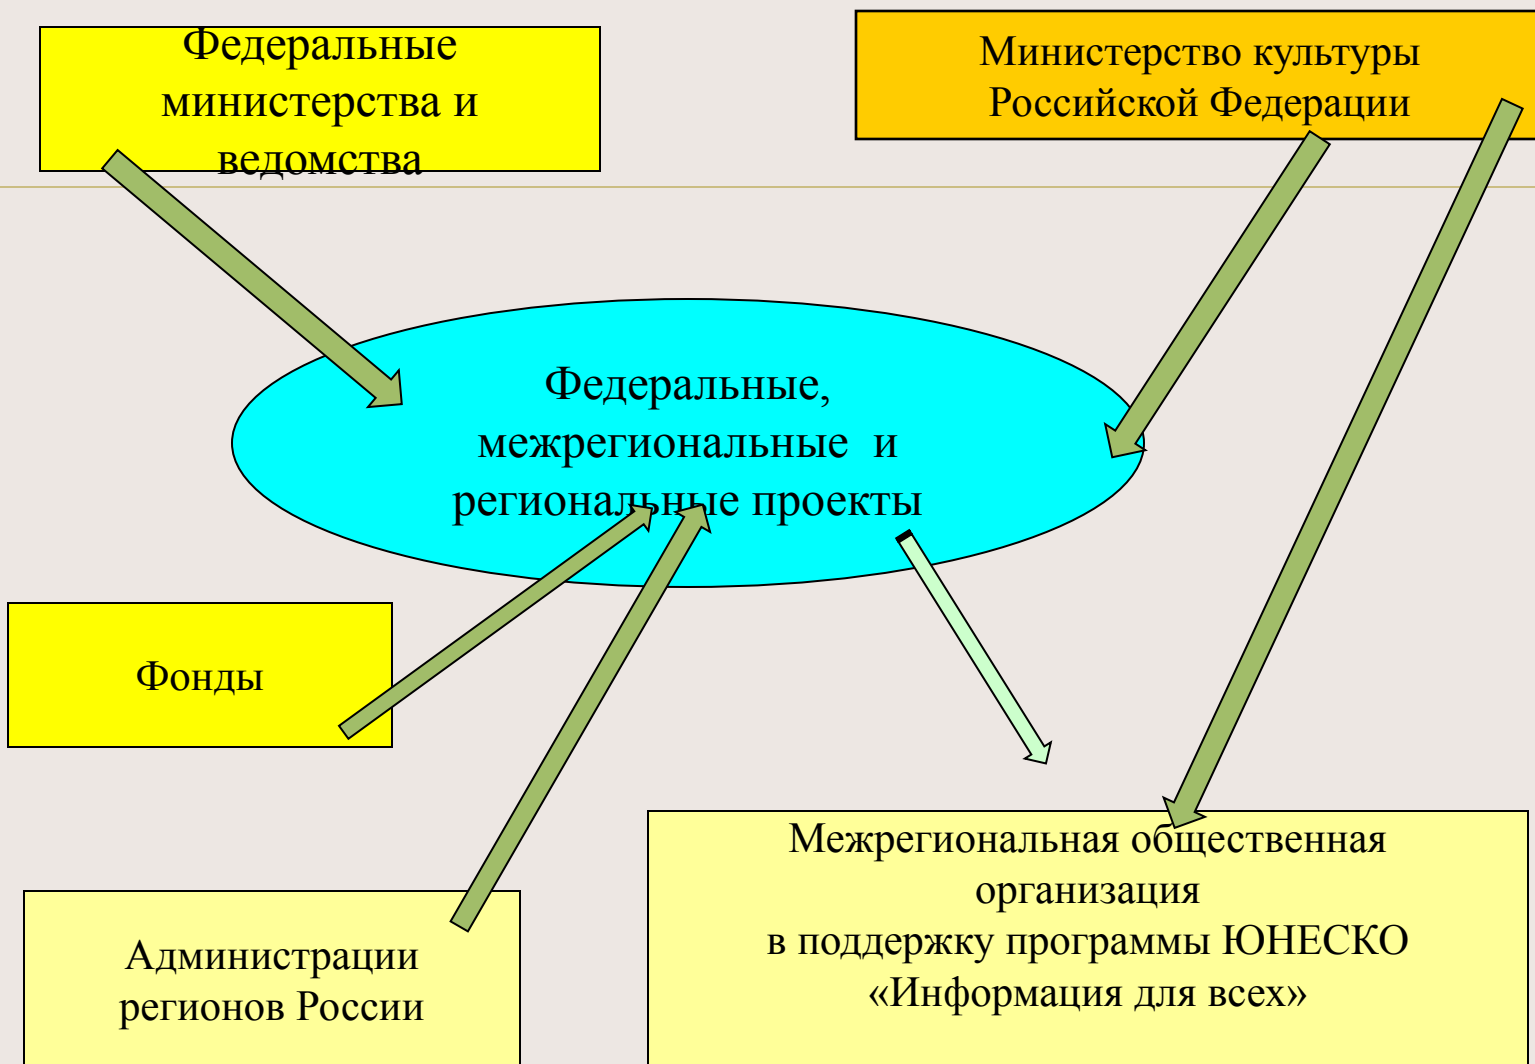 Федеральные
министерства и
ведомства
Министерство культуры
Российской Федерации
Федеральные,
межрегиональные и
региональные проекты
Фонды
Администрации
регионов России
Межрегиональная общественная
организация
в поддержку программы ЮНЕСКО
«Информация для всех»